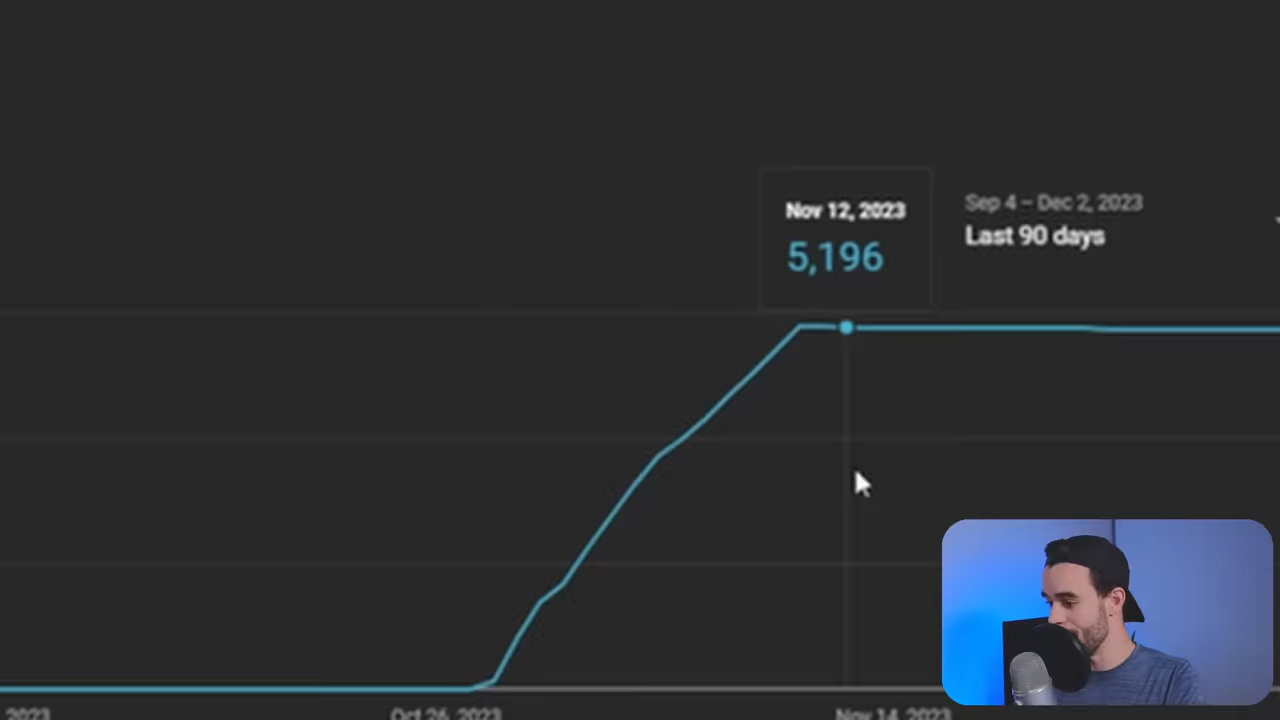 Nov 12, 2023
5,196
Sep 4 – Dec 2, 2023
Last 90 days
2023
Oct 26, 2023
Nov 14, 2023